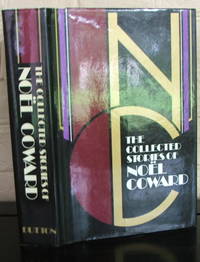 THE COLLECTED STORIES OF
NOËL COWARD
DUTTON
NC
THE
COLLECTED
STORIES OF
NOËL
COWARD